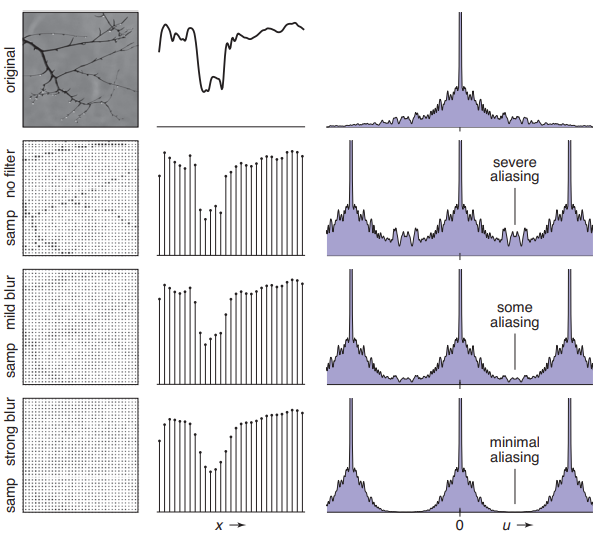 original
samp no filter
severe
aliasing
samp mild blur
some
aliasing
samp strong blur
minimal
aliasing
x →
0
u →